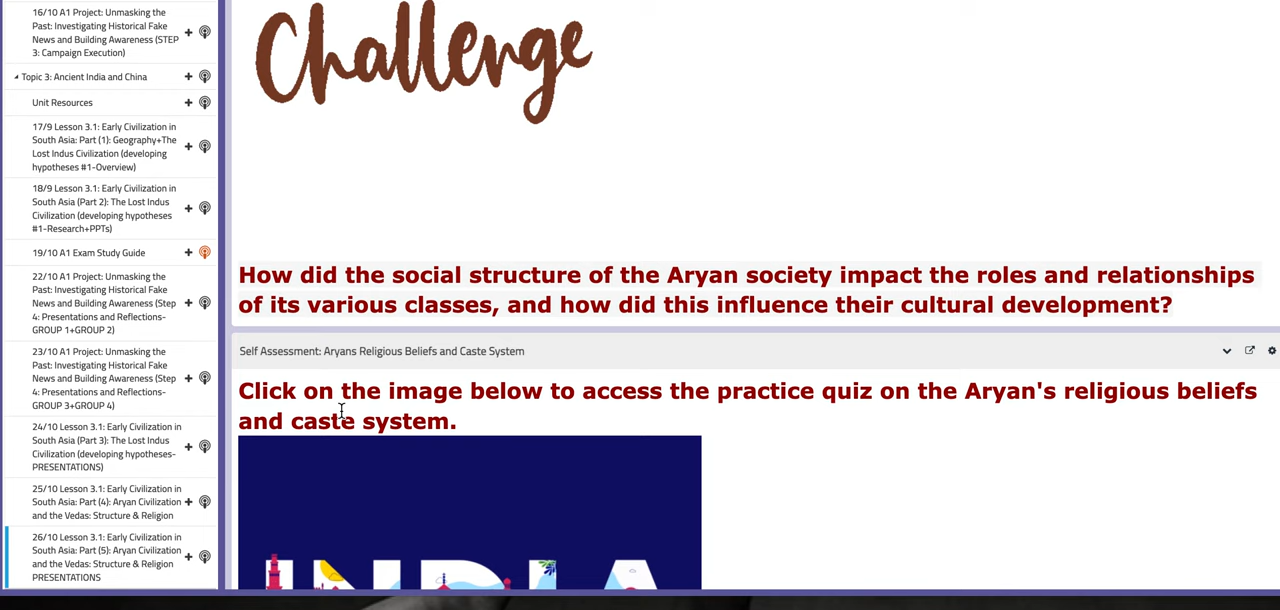 16/10 A1 Project: Unmasking the
Past: Investigating Historical Fake
News and Building Awareness (STEP
3: Campaign Execution)
Topic 3: Ancient India and China
Unit Resources
17/9 Lesson 3.1: Early Civilization in
South Asia: Part (1): Geography+The
Lost Indus Civilization (developing
hypotheses #1-Overview)
18/9 Lesson 3.1: Early Civilization in
South Asia (Part 2): The Lost Indus
Civilization (developing hypotheses
#1-Research+PPTs)
19/10 A1 Exam Study Guide
22/10 A1 Project: Unmasking the
Past: Investigating Historical Fake
News and Building Awareness (Step
4: Presentations and Reflections-
GROUP 1+GROUP 2)
23/10 A1 Project: Unmasking the
Past: Investigating Historical Fake
News and Building Awareness (Step
4: Presentations and Reflections-
GROUP 3+GROUP 4)
24/10 Lesson 3.1: Early Civilization in
South Asia (Part 3): The Lost Indus
Civilization (developing hypotheses-
PRESENTATIONS)
25/10 Lesson 3.1: Early Civilization in
South Asia: Part (4): Aryan Civilization
and the Vedas: Structure & Religion
26/10 Lesson 3.1: Early Civilization in
South Asia: Part (5): Aryan Civilization
and the Vedas: Structure & Religion
PRESENTATIONS
Challenge
How did the social structure of the Aryan society impact the roles and relationships
of its various classes, and how did this influence their cultural development?
Self Assessment: Aryans Religious Beliefs and Caste System
Click on the image below to access the practice quiz on the Aryan's religious beliefs
and caste system.
INDIA